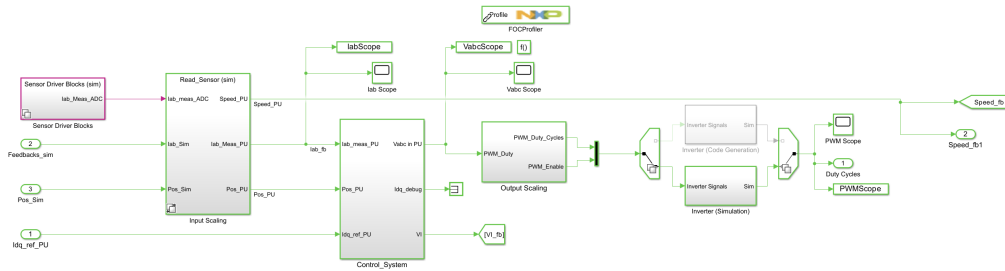 Profile NXP
FOCProfiler
IabScope
VabcScope
f()
Iab Scope
Vabc Scope
Sensor Driver Blocks (sim)
Iab_Meas_ADC
Sensor Driver Blocks
Read_Sensor (sim)
Iab_meas_ADC
Speed_PU
Speed_PU
Iab_Sim
Iab_Meas_PU
Iab_fb
Pos_Sim
Pos_PU
Pos_PU
Input Scaling
2
Feedbacks_sim
3
Pos_Sim
1
Idq_ref_PU
Iab_meas_PU
Vabc in PU
Pos_PU
Idq_debug
Idq_ref_PU
VI
Control_System
[VI_fb]
PWM_Duty_Cycles
PWM_Duty
PWM_Enable
Output Scaling
Inverter Signals
Sim
Inverter (Code Generation)
Inverter Signals
Sim
Inverter (Simulation)
PWM Scope
1
Duty Cycles
PWMScope
Speed_fb
2
Speed_fb1